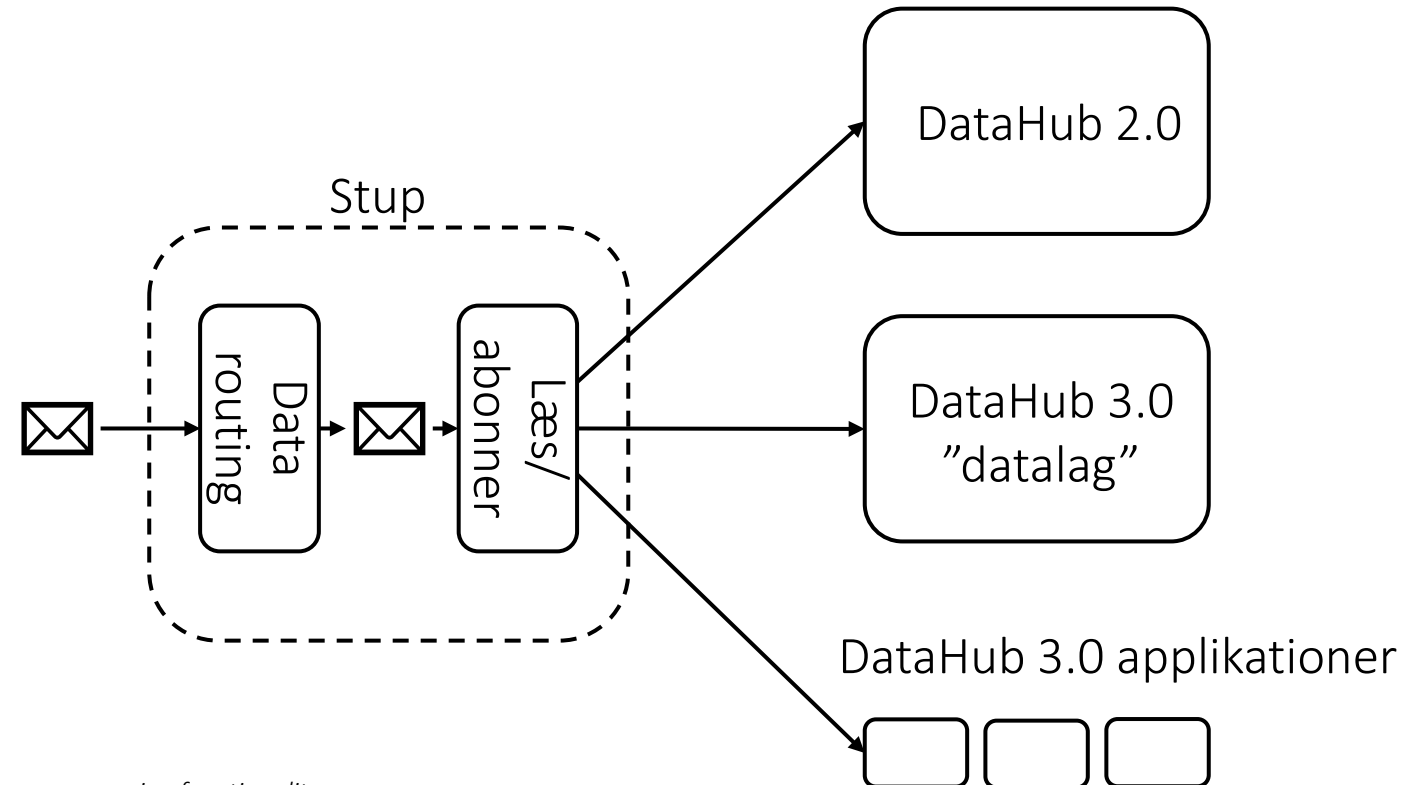 Stup
Data
routing
Læs/
abonner
DataHub 2.0
DataHub 3.0
”datalag”
DataHub 3.0 applikationer